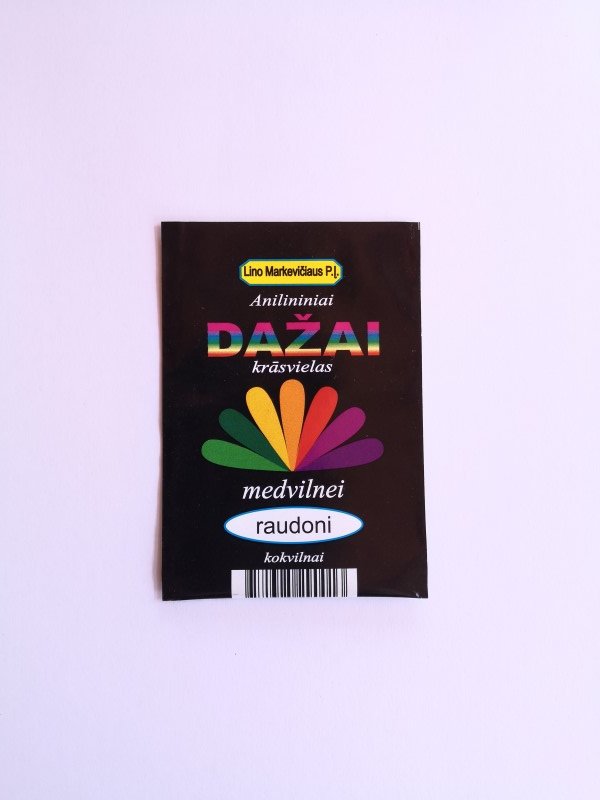 Lino Markevičiaus P.Į.
Anilininiai
DAŽAI
krāsvielas
medvilnei
raudoni
kokvilnai